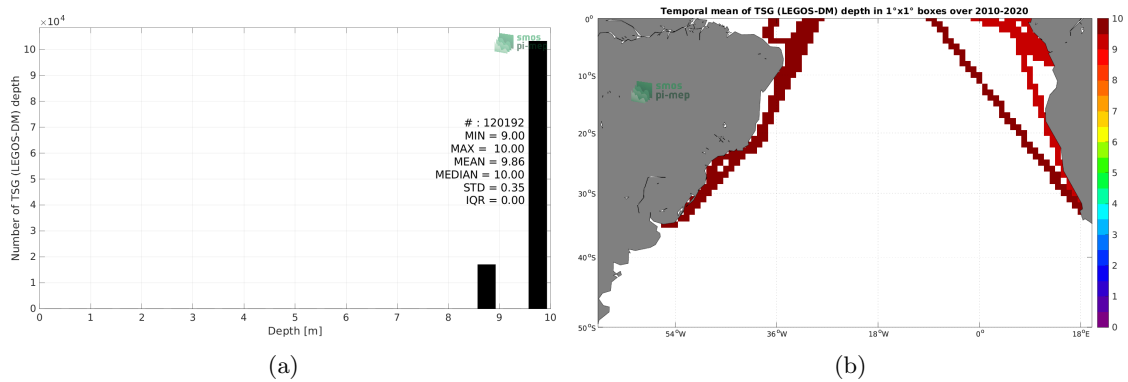 ×10⁴
10
9
8
7
6
5
4
3
2
1
0
Number of TSG (LEGOS-DM) depth
smos
pi-mep
# : 120192
MIN = 9.00
MAX = 10.00
MEAN = 9.86
MEDIAN = 10.00
STD = 0.35
IQR = 0.00
0 1 2 3 4 5 6 7 8 9 10
Depth [m]
(a)
Temporal mean of TSG (LEGOS-DM) depth in 1°x1° boxes over 2010-2020
0°
10°S
20°S
30°S
40°S
50°S
smos
pi-mep
54°W 36°W 18°W 0° 18°E
10
9
8
7
6
5
4
3
2
1
0
(b)